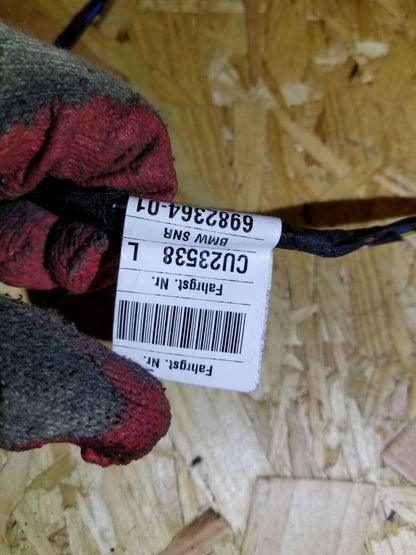 Fahrgst. Nr.
Fahrgst. Nr.
L CU23538
BMW SNR
6982364-01